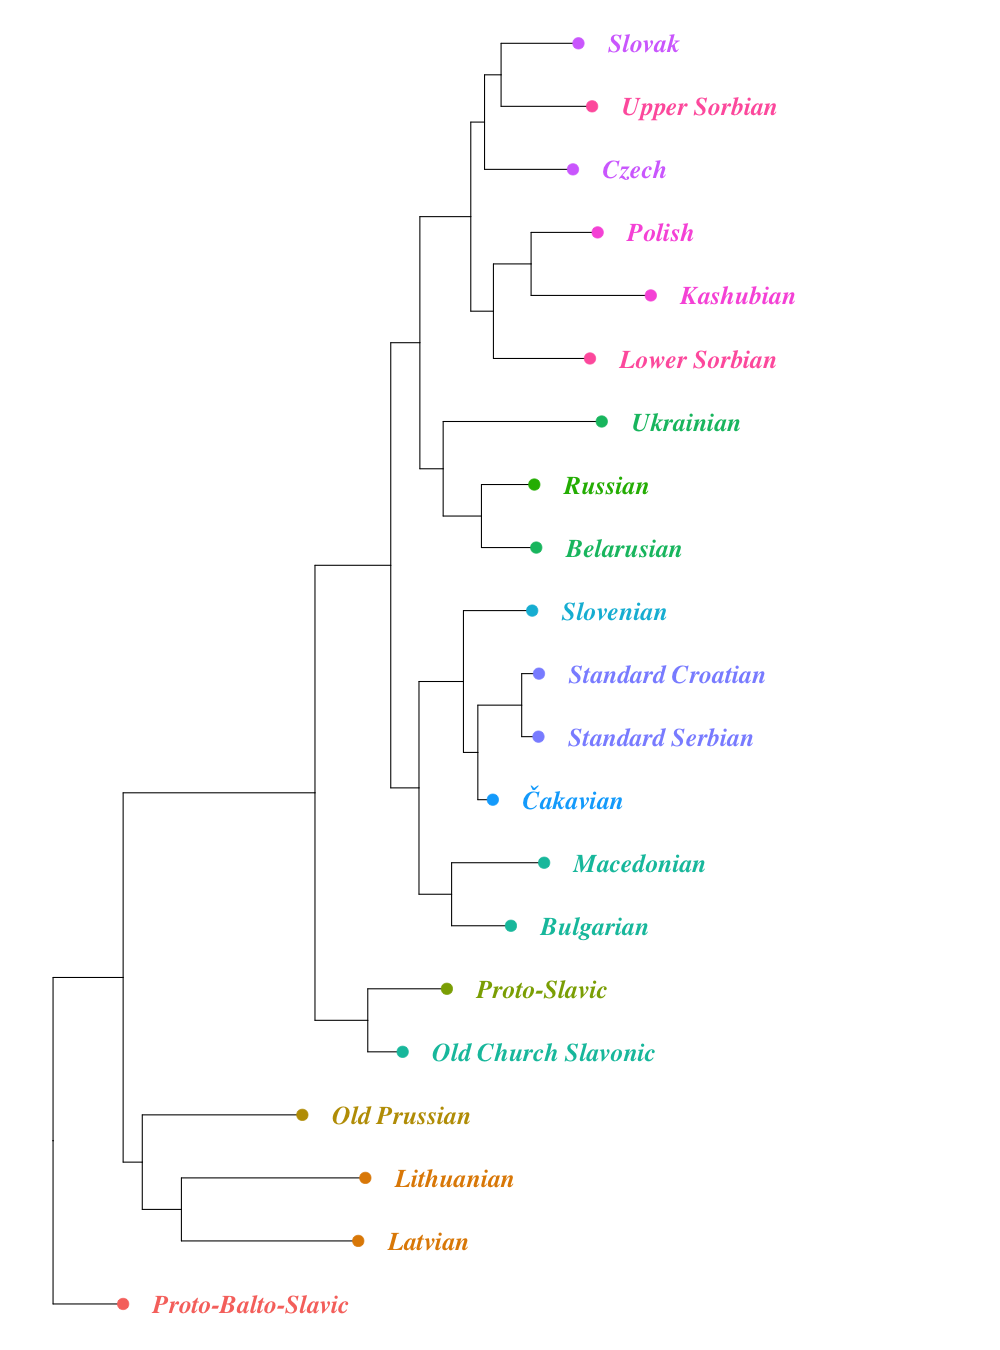 Slovak
Upper Sorbian
Czech
Polish
Kashubian
Lower Sorbian
Ukrainian
Russian
Belarusian
Slovenian
Standard Croatian
Standard Serbian
Čakavian
Macedonian
Bulgarian
Proto-Slavic
Old Church Slavonic
Old Prussian
Lithuanian
Latvian
Proto-Balto-Slavic